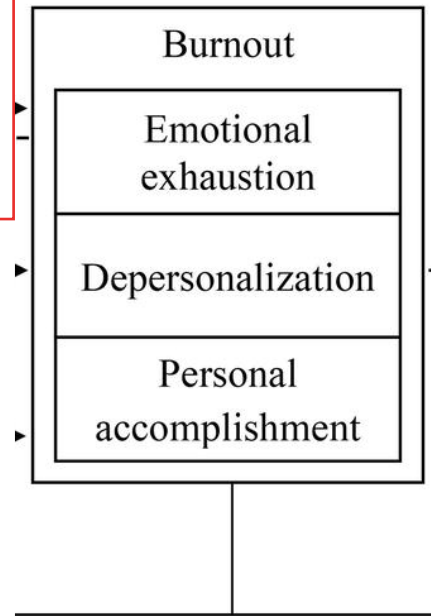 Burnout
Emotional
exhaustion
Depersonalization
Personal
accomplishment